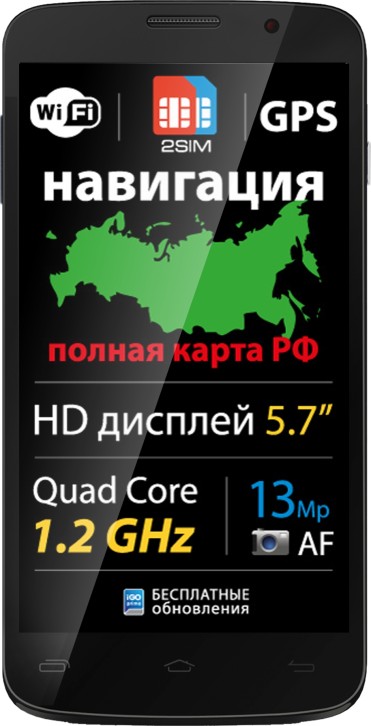 WiFi
2SIM
GPS
навигация
полная карта РФ
HD дисплей 5.7”
Quad Core
1.2 GHz
13Mp
AF
iGO
primo
БЕСПЛАТНЫЕ
обновления